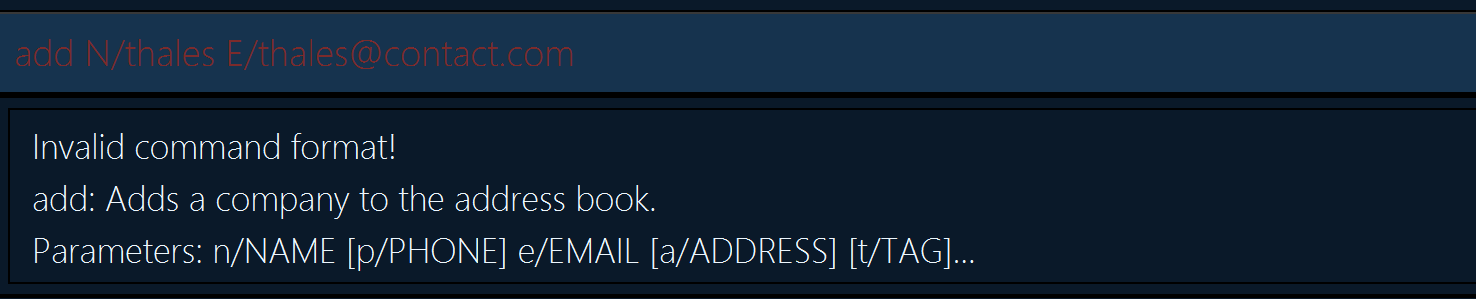 add N/thales E/thales@contact.com
Invalid command format!
add: Adds a company to the address book.
Parameters: n/NAME [p/PHONE] e/EMAIL [a/ADDRESS] [t/TAG]...